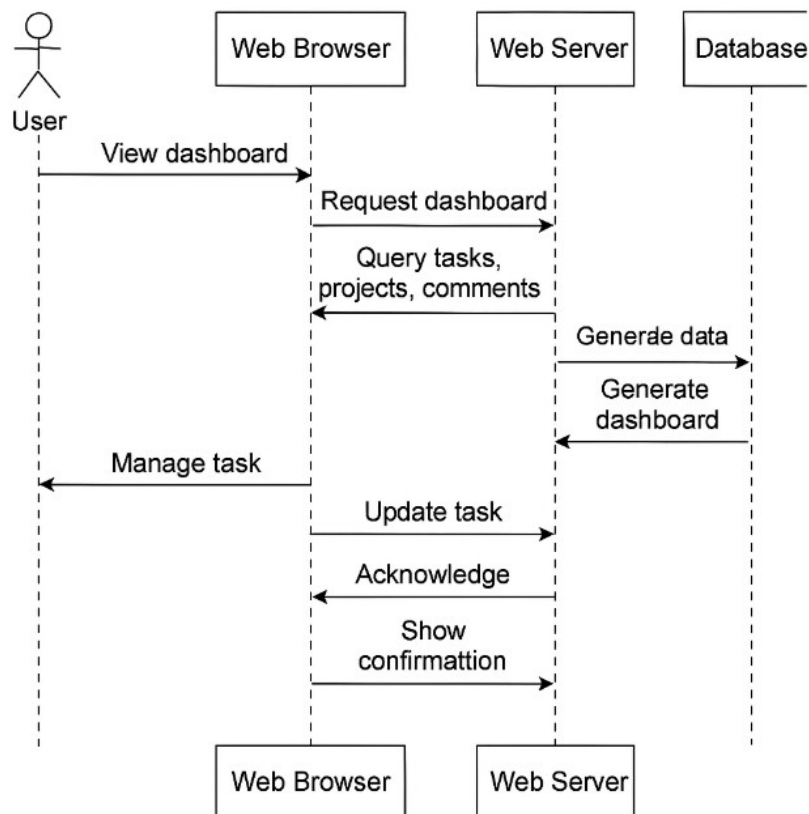 Web Browser
Web Server
Database
User
View dashboard
Request dashboard
Query tasks,
projects, comments
Generde data
Generate
dashboard
Manage task
Update task
Acknowledge
Show
confirmattion
Web Browser
Web Server